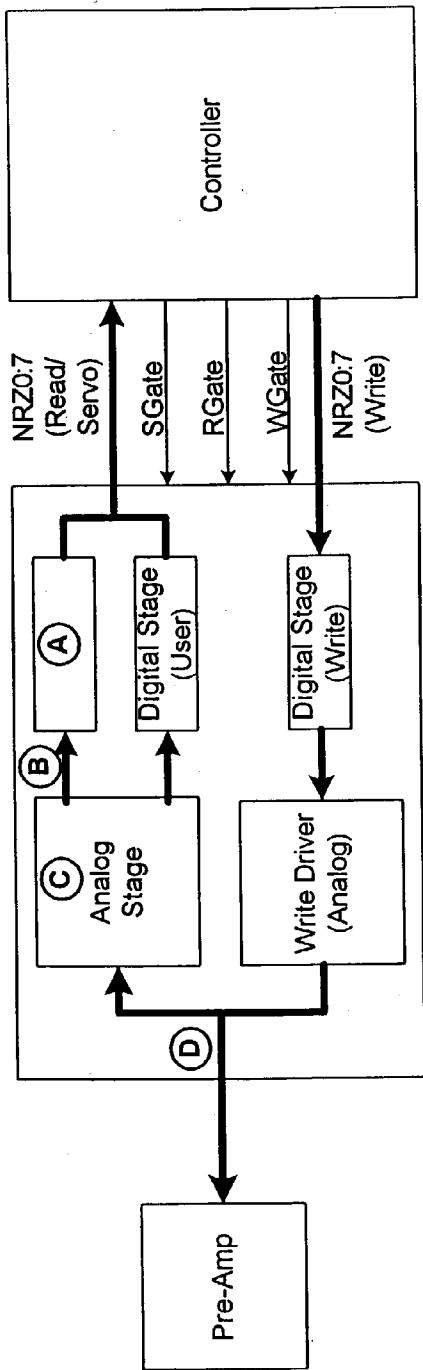 Pre-Amp
D
C
Analog
Stage
B
A
Digital Stage
(User)
Write Driver
(Analog)
Digital Stage
(Write)
NRZ0:7
(Read/
Servo)
SGate
RGate
WGate
NRZ0:7
(Write)
Controller